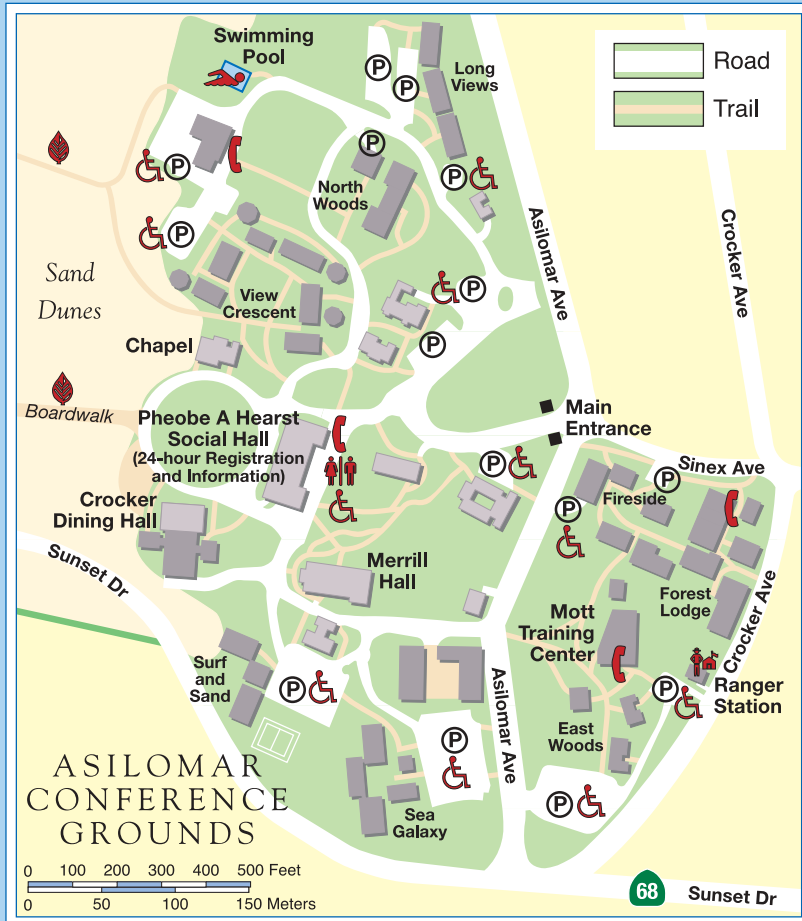 Swimming
Pool
P
P
Long
Views
Road
Trail
P
P
P
North
Woods
P
Asilomar Ave
Crocker Ave
Sand
Dunes
View
Crescent
P
Chapel
P
Boardwalk
Pheobe A Hearst
Social Hall
(24-hour Registration
and Information)
Main
Entrance
P
Sinex Ave
P
Fireside
P
Crocker
Dining Hall
Sunset Dr
Merrill
Hall
Forest
Lodge
Mott
Training
Center
Crocker Ave
Surf
and
Sand
P
Asilomar Ave
P
Ranger
Station
East
Woods
P
P
Sea
Galaxy
ASILOMAR
CONFERENCE
GROUNDS
0 100 200 300 400 500 Feet
0 50 100 150 Meters
68
Sunset Dr